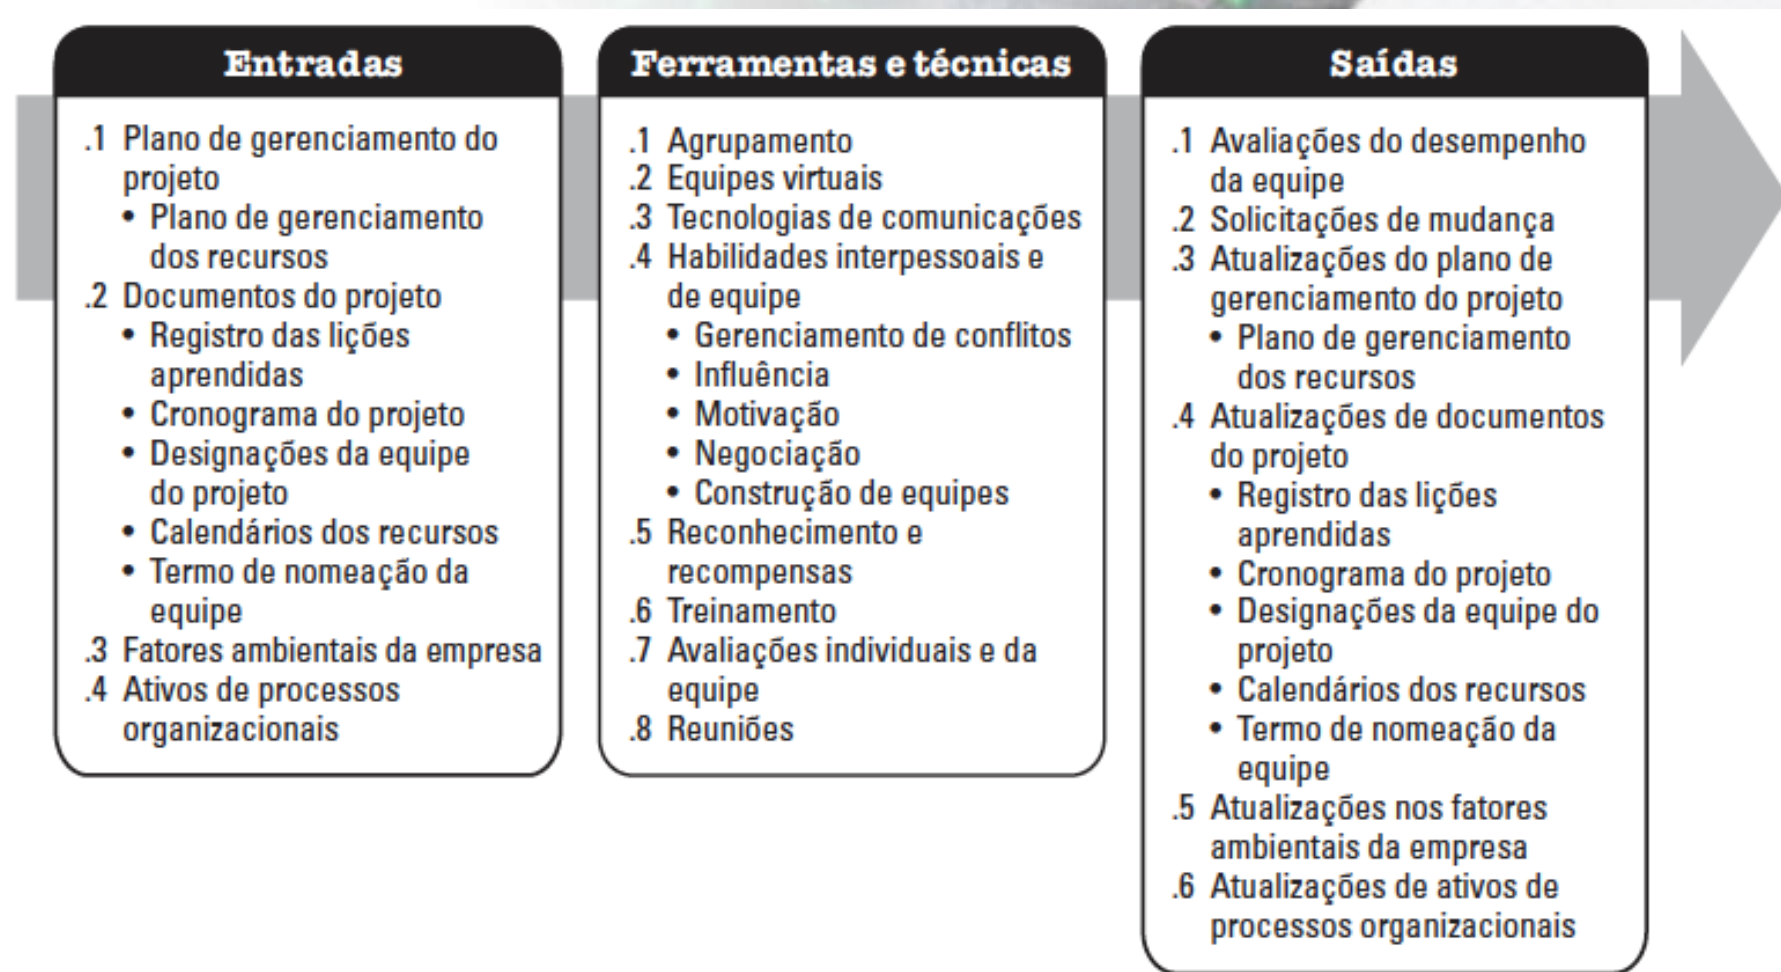 Entradas
.1 Plano de gerenciamento do
projeto
• Plano de gerenciamento
dos recursos
.2 Documentos do projeto
• Registro das lições
aprendidas
• Cronograma do projeto
• Designações da equipe
do projeto
• Calendários dos recursos
• Termo de nomeação da
equipe
.3 Fatores ambientais da empresa
.4 Ativos de processos
organizacionais
Ferramentas e técnicas
.1 Agrupamento
.2 Equipes virtuais
.3 Tecnologias de comunicações
.4 Habilidades interpessoais e
de equipe
• Gerenciamento de conflitos
• Influência
• Motivação
• Negociação
• Construção de equipes
.5 Reconhecimento e
recompensas
.6 Treinamento
.7 Avaliações individuais e da
equipe
.8 Reuniões
Saídas
.1 Avaliações do desempenho
da equipe
.2 Solicitações de mudança
.3 Atualizações do plano de
gerenciamento do projeto
• Plano de gerenciamento
dos recursos
.4 Atualizações de documentos
do projeto
• Registro das lições
aprendidas
• Cronograma do projeto
• Designações da equipe do
projeto
• Calendários dos recursos
• Termo de nomeação da
equipe
.5 Atualizações nos fatores
ambientais da empresa
.6 Atualizações de ativos de
processos organizacionais